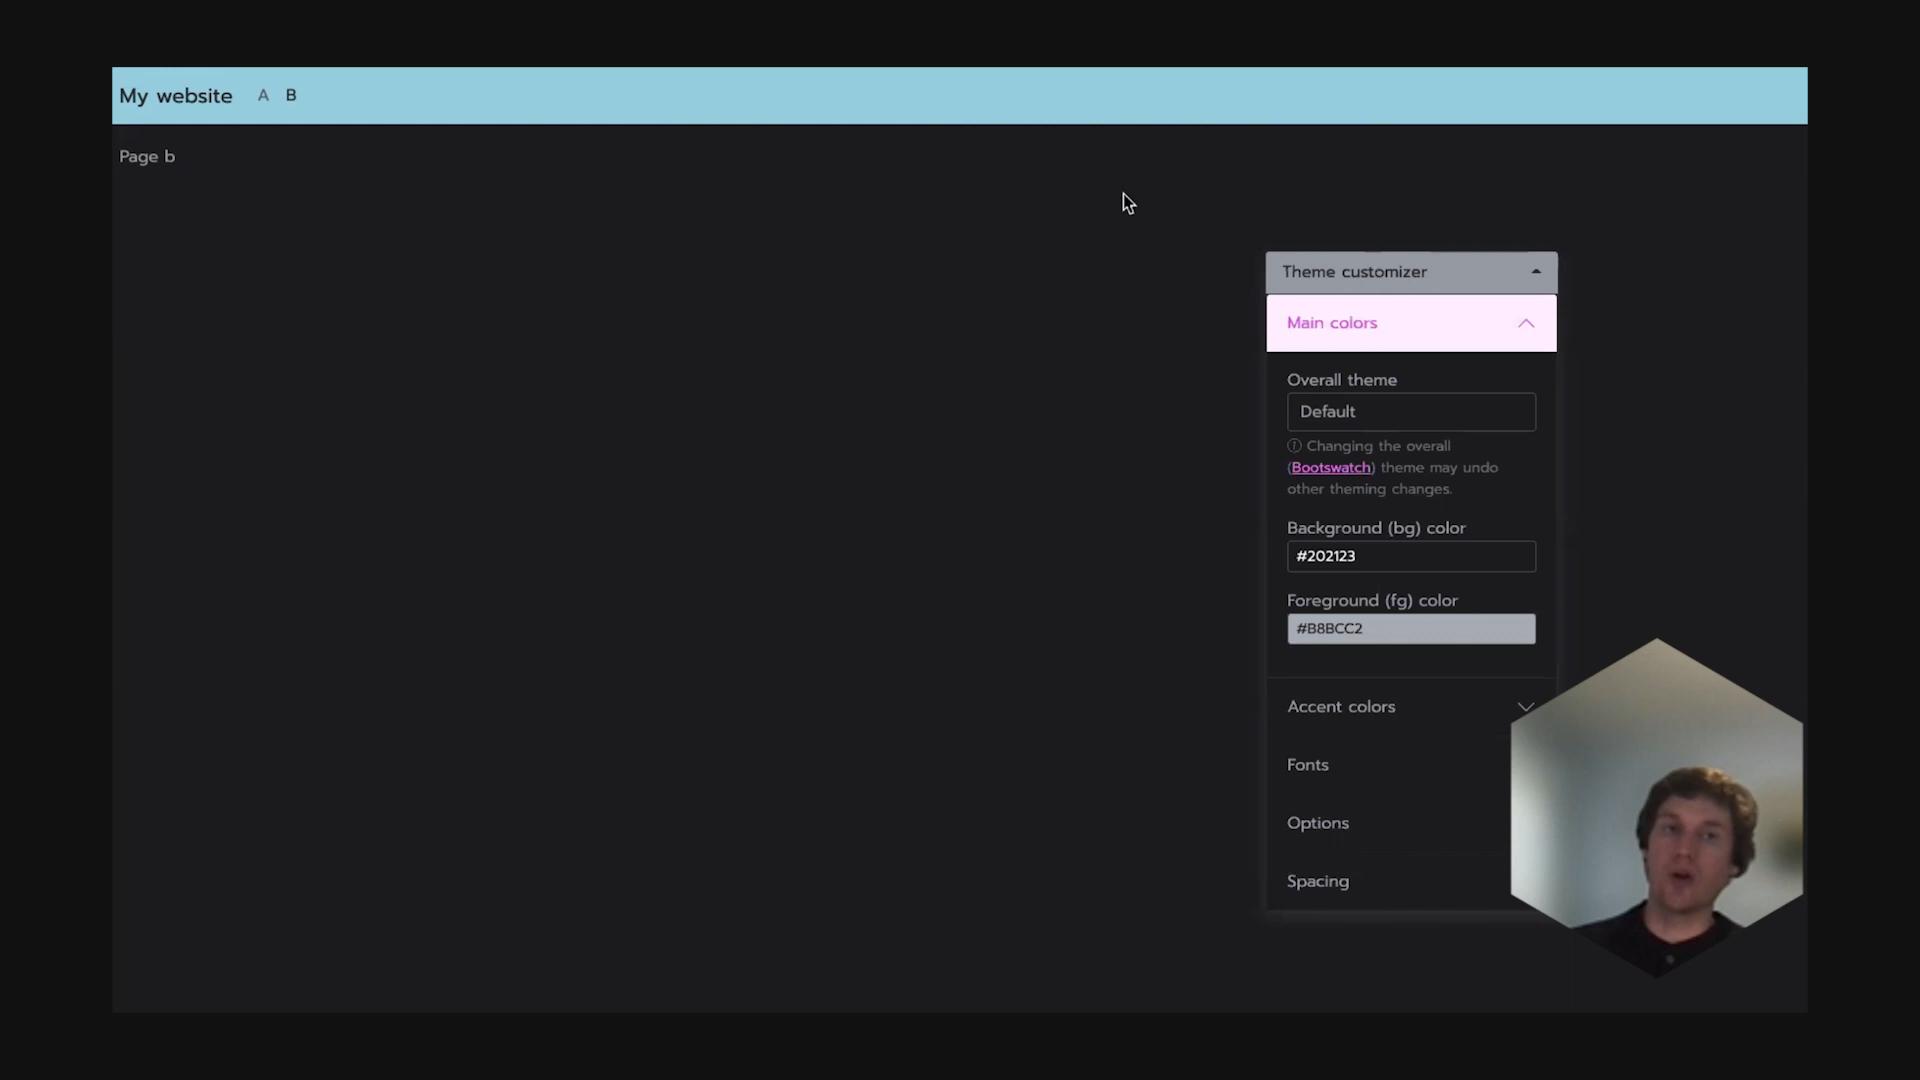 My website A B
Page b
Theme customizer
Main colors
Overall theme
Default
Changing the overall
(Bootswatch) theme may undo
other theming changes.
Background (bg) color
#202123
Foreground (fg) color
#B8BCC2
Accent colors
Fonts
Options
Spacing